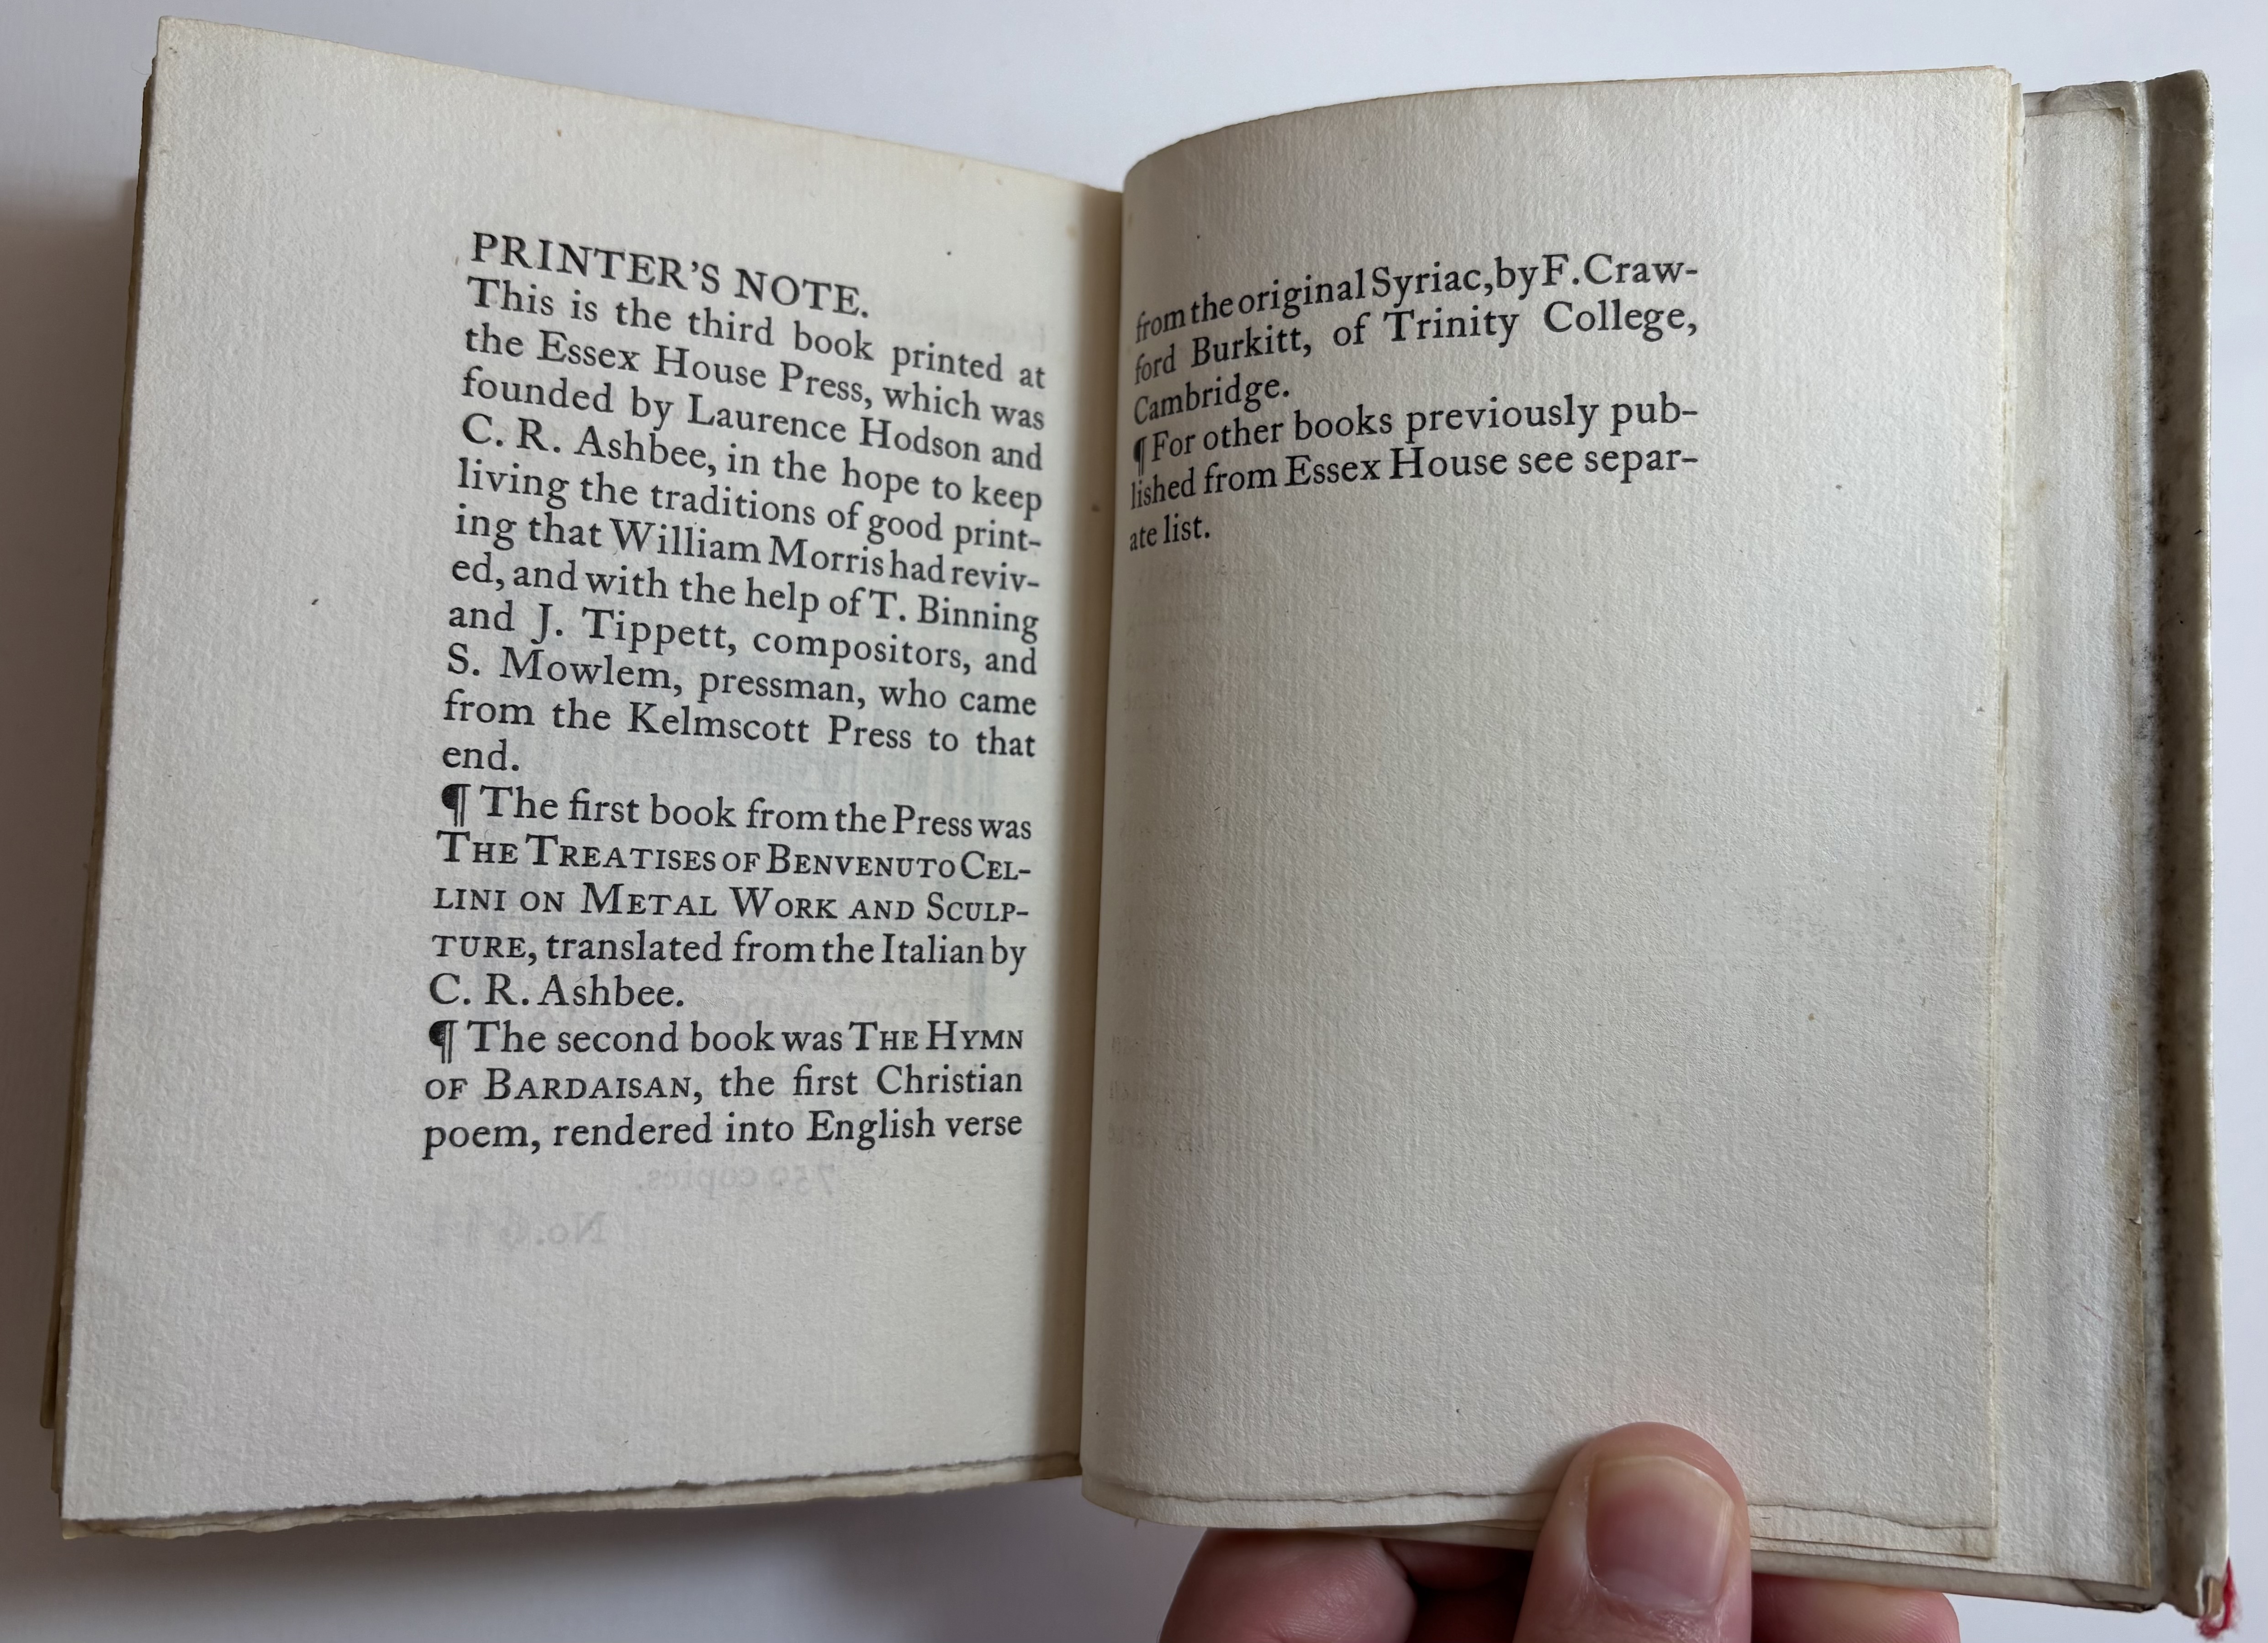 PRINTER'S NOTE.
This is the third book printed at
the Essex House Press, which was
founded by Laurence Hodson and
C. R. Ashbee, in the hope to keep
living the traditions of good print-
ing that William Morris had reviv-
ed, and with the help of T. Binning
and J. Tippett, compositors, and
S. Mowlem, pressman, who came
from the Kelmscott Press to that
end.
¶ The first book from the Press was
THE TREATISES OF BENVENUTO CEL-
LINI ON METAL WORK AND SCULP-
TURE, translated from the Italian by
C. R. Ashbee.
¶ The second book was THE HYMN
OF BARDAISAN, the first Christian
poem, rendered into English verse
750 copies.
No.
from the original Syriac, by F. Craw-
ford Burkitt, of Trinity College,
Cambridge.
¶ For other books previously pub-
lished from Essex House see separ-
ate list.